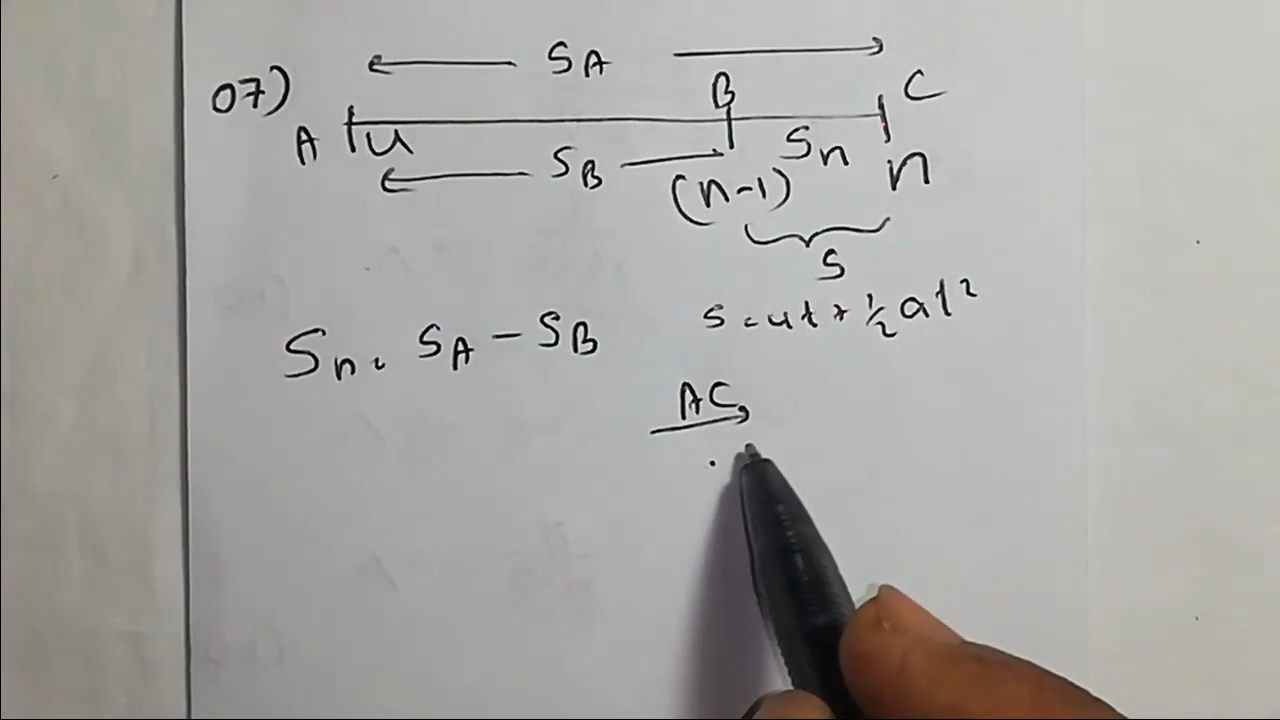 07)
S_A
A u B C
S_B S_n
(n-1) n
S
S_n = S_A - S_B s = ut + ½at²
AC